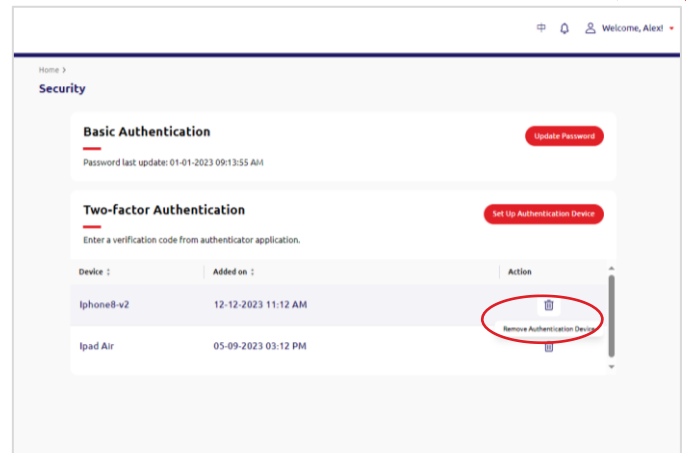 中 Welcome, Alex!
Home >
Security
Basic Authentication
Update Password
Password last update: 01-01-2023 09:13:55 AM
Two-factor Authentication
Set Up Authentication Device
Enter a verification code from authenticator application.
Device Added on Action
Iphone8-v2 12-12-2023 11:12 AM
Remove Authentication Device
Ipad Air 05-09-2023 03:12 PM